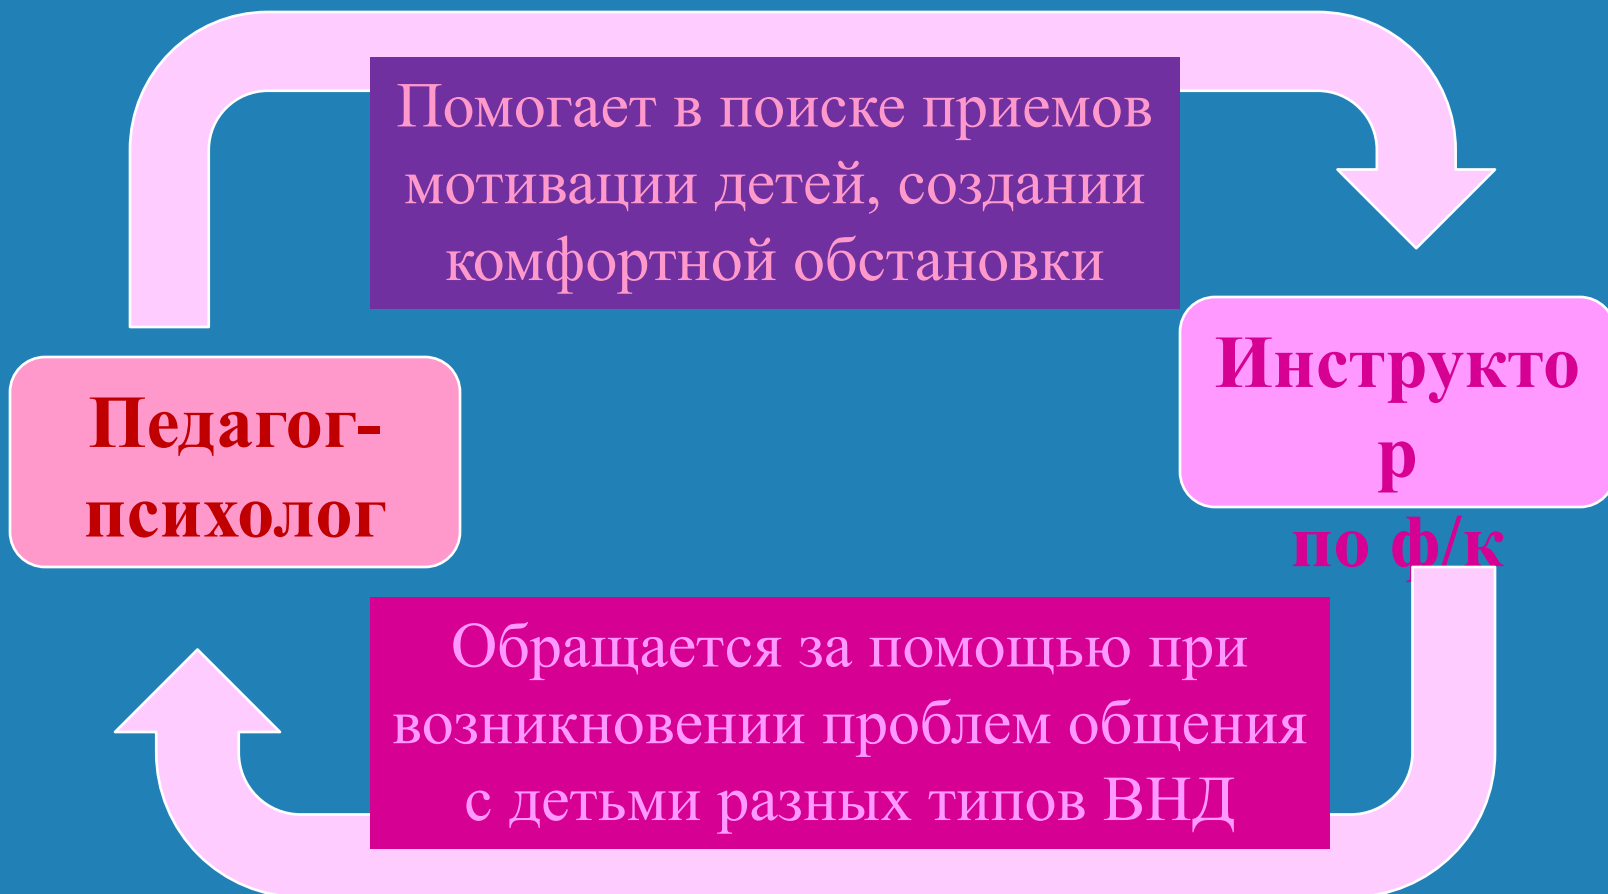 Помогает в поиске приемов
мотивации детей, создании
комфортной обстановки
Педагог-
психолог
Инструкто
р
по ф/к
Обращается за помощью при
возникновении проблем общения
с детьми разных типов ВНД